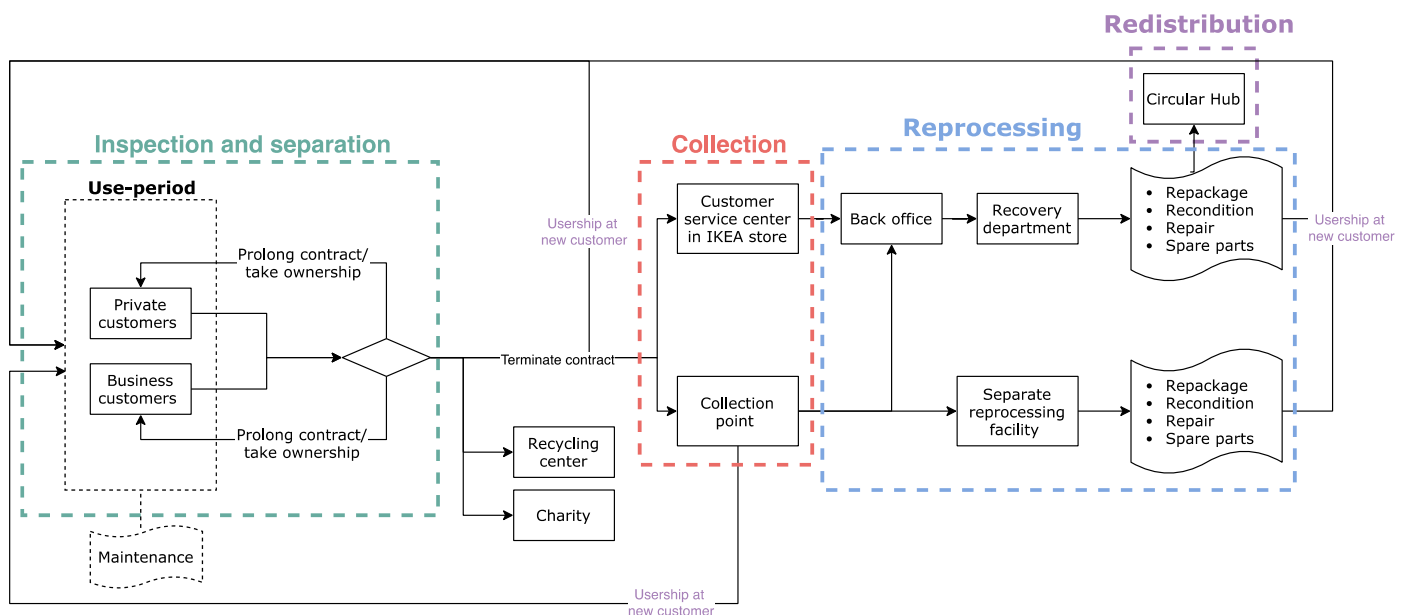 Redistribution
Circular Hub
Inspection and separation
Collection
Reprocessing
Use-period
Usership at
new customer
Customer
service center
in IKEA store
Back office
Recovery
department
• Repackage
• Recondition
• Repair
• Spare parts
Usership at
new customer
Prolong contract/
take ownership
Private
customers
Terminate contract
Business
customers
Prolong contract/
take ownership
Collection
point
Separate
reprocessing
facility
• Repackage
• Recondition
• Repair
• Spare parts
Recycling
center
Charity
Maintenance
Usership at
new customer